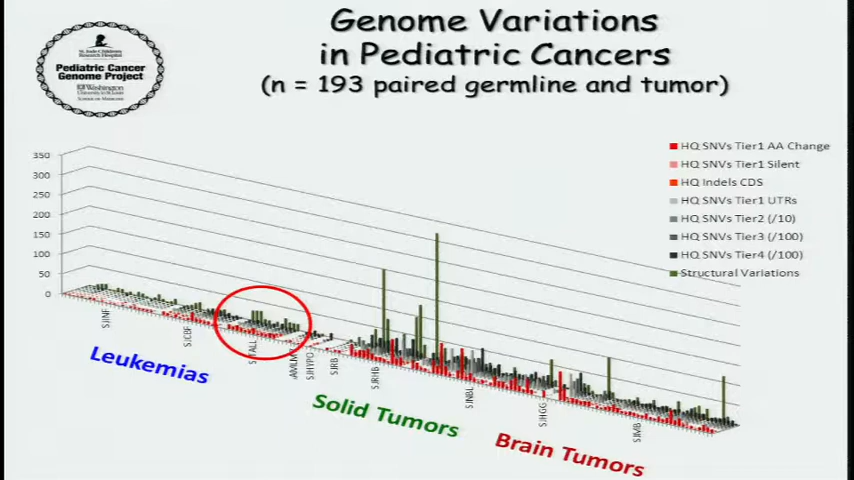 Genome Variations
in Pediatric Cancers
(n = 193 paired germline and tumor)
St. Jude Children's
Research Hospital
Pediatric Cancer
Genome Project
Washington
University in St. Louis
School of Medicine
HQ SNVs Tier1 AA Change
HQ SNVs Tier1 Silent
HQ Indels CDS
HQ SNVs Tier1 UTRs
HQ SNVs Tier2 (/10)
HQ SNVs Tier3 (/100)
HQ SNVs Tier4 (/100)
Structural Variations
350
300
250
200
150
100
50
0
SJINF
SJCBF
SJTALL
SJHYPO
SJRB
SJRHB
SJNBL
SJHGG
SJMB
Leukemias
Solid Tumors
Brain Tumors